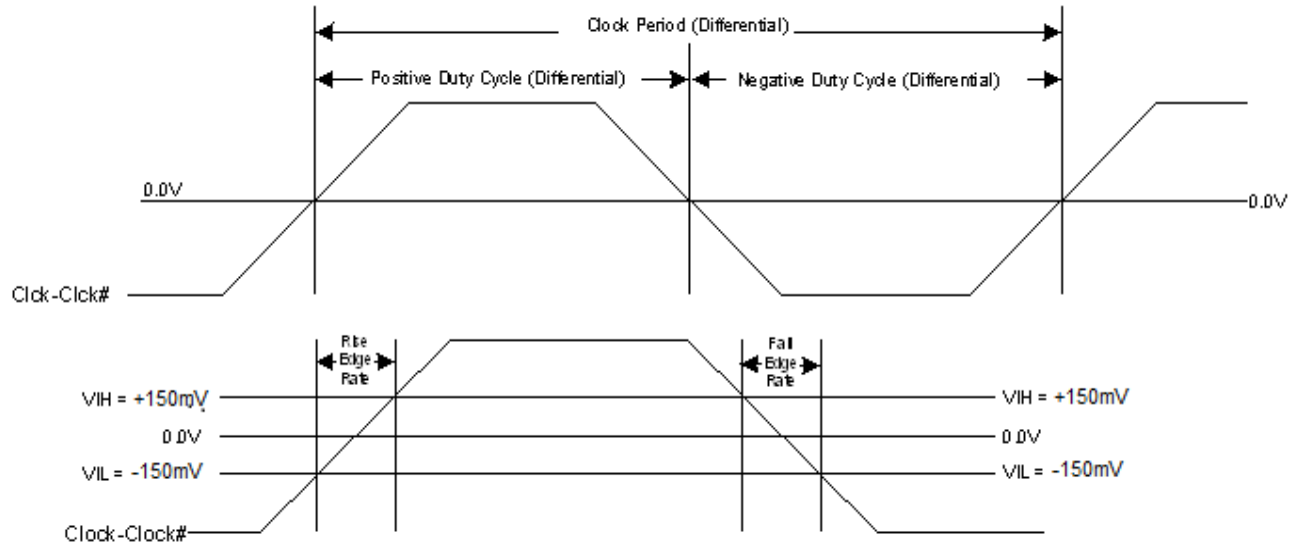 Clock Period (Differential)
Positive Duty Cycle (Differential)
Negative Duty Cycle (Differential)
0.0V
0.0V
Clck-Clck#
Rise
Edge
Rate
Fall
Edge
Rate
VIH = +150mV
VIH = +150mV
0.0V
0.0V
VIL = -150mV
VIL = -150mV
Clock-Clock#